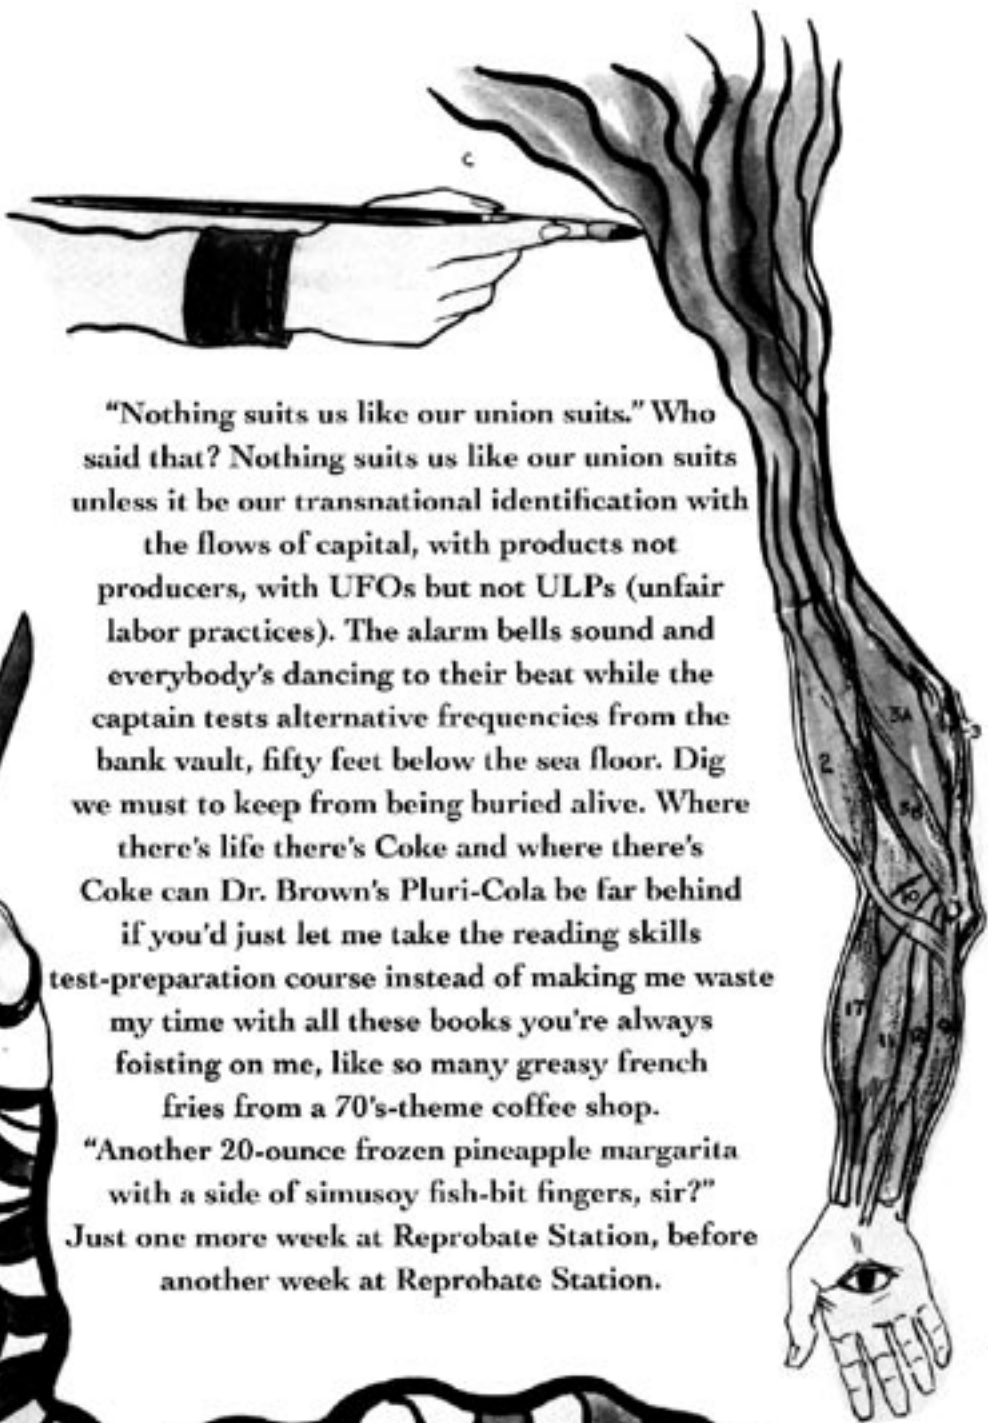 C
“Nothing suits us like our union suits.” Who
said that? Nothing suits us like our union suits
unless it be our transnational identification with
the flows of capital, with products not
producers, with UFOs but not ULPs (unfair
labor practices). The alarm bells sound and
everybody’s dancing to their beat while the
captain tests alternative frequencies from the
bank vault, fifty feet below the sea floor. Dig
we must to keep from being buried alive. Where
there’s life there’s Coke and where there’s
Coke can Dr. Brown’s Pluri-Cola be far behind
if you’d just let me take the reading skills
test-preparation course instead of making me waste
my time with all these books you’re always
foisting on me, like so many greasy french
fries from a 70’s-theme coffee shop.
“Another 20-ounce frozen pineapple margarita
with a side of simusoy fish-bit fingers, sir?”
Just one more week at Reprobate Station, before
another week at Reprobate Station.
3A
2
17
11